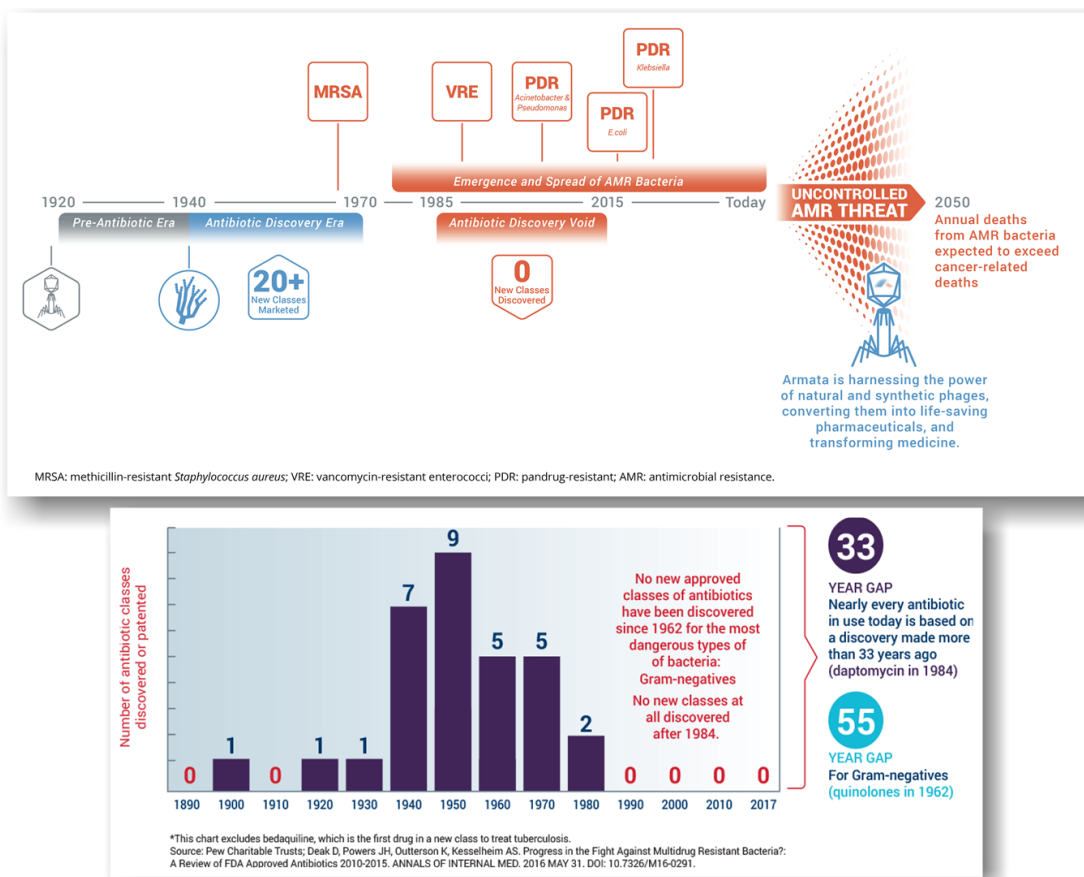 MRSA
VRE
PDR
Acinetobacter &
Pseudomonas
PDR
E.coli
PDR
Klebsiella
Emergence and Spread of AMR Bacteria
1920
1940
1970
1985
2015
Today
Pre-Antibiotic Era
Antibiotic Discovery Era
Antibiotic Discovery Void
20+
New Classes
Marketed
0
New Classes
Discovered
UNCONTROLLED
AMR THREAT
2050
Annual deaths
from AMR bacteria
expected to exceed
cancer-related
deaths
Armata is harnessing the power
of natural and synthetic phages,
converting them into life-saving
pharmaceuticals, and
transforming medicine.
MRSA: methicillin-resistant Staphylococcus aureus; VRE: vancomycin-resistant enterococci; PDR: pandrug-resistant; AMR: antimicrobial resistance.
Number of antibiotic classes
discovered or patented
0
1
0
1
1
7
9
5
5
2
0
0
0
0
1890
1900
1910
1920
1930
1940
1950
1960
1970
1980
1990
2000
2010
2017
No new approved
classes of antibiotics
have been discovered
since 1962 for the most
dangerous types of
of bacteria:
Gram-negatives
No new classes at
all discovered
after 1984.
33
YEAR GAP
Nearly every antibiotic
in use today is based on
a discovery made more
than 33 years ago
(daptomycin in 1984)
55
YEAR GAP
For Gram-negatives
(quinolones in 1962)
*This chart excludes bedaquiline, which is the first drug in a new class to treat tuberculosis.
Source: Pew Charitable Trusts; Deak D, Powers JH, Outterson K, Kesselheim AS. Progress in the Fight Against Multidrug Resistant Bacteria?:
A Review of FDA Approved Antibiotics 2010-2015. ANNALS OF INTERNAL MED. 2016 MAY 31. DOI: 10.7326/M16-0291.